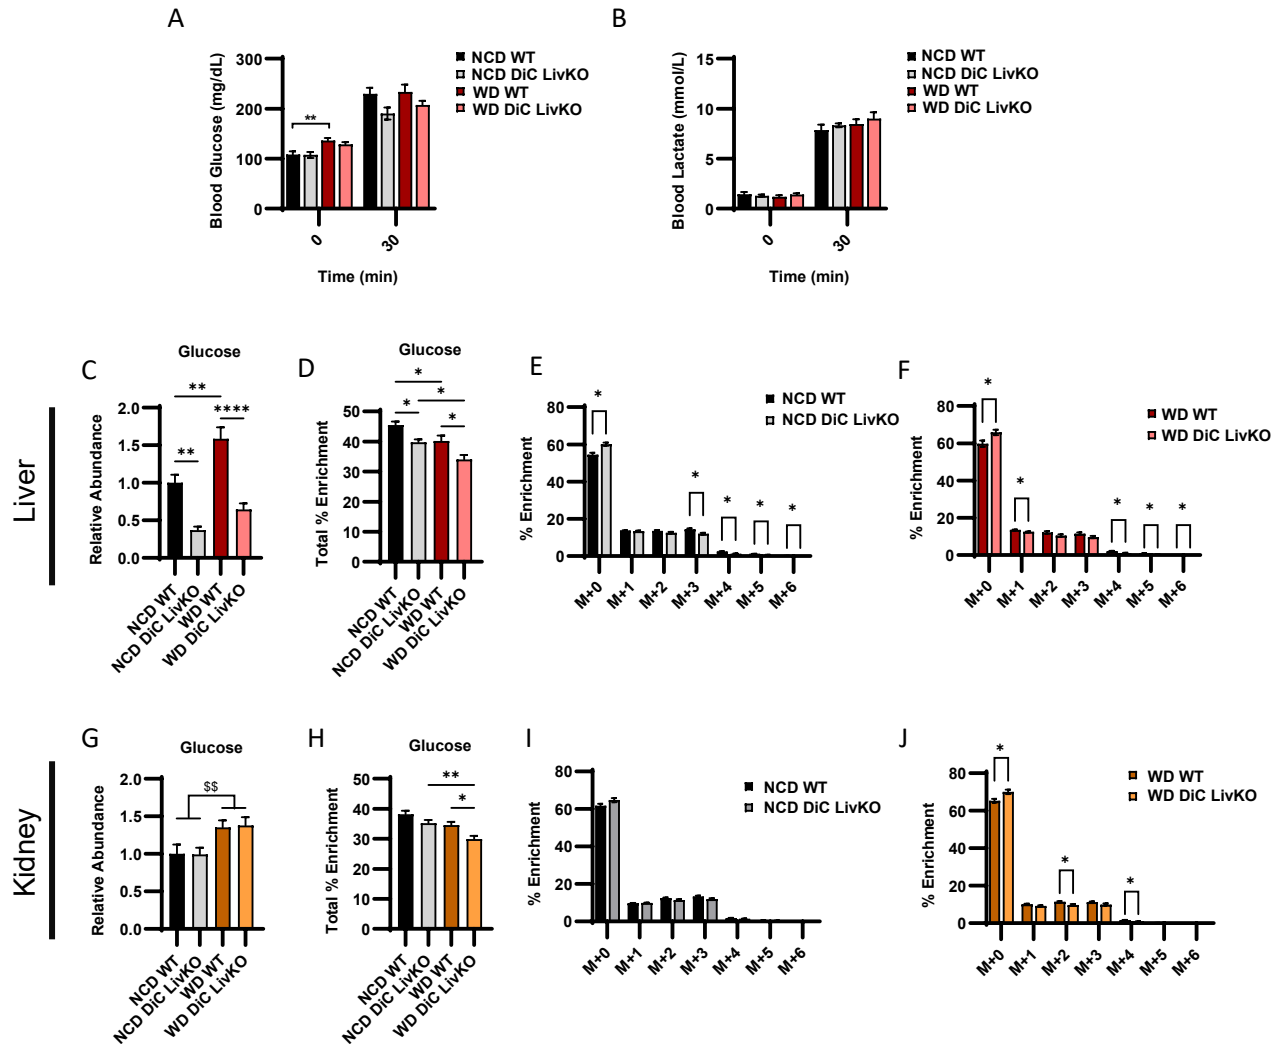 A
Blood Glucose (mg/dL)
300
200
100
0
**
0
30
Time (min)
NCD WT
NCD DiC LivKO
WD WT
WD DiC LivKO
B
Blood Lactate (mmol/L)
15
10
5
0
0
30
Time (min)
NCD WT
NCD DiC LivKO
WD WT
WD DiC LivKO
Liver
C
Glucose
Relative Abundance
2.0
1.5
1.0
0.5
0.0
**
****
**
NCD WT
NCD DiC LivKO
WD WT
WD DiC LivKO
D
Glucose
Total % Enrichment
50
40
30
20
10
0
*
*
*
*
NCD WT
NCD DiC LivKO
WD WT
WD DiC LivKO
E
% Enrichment
80
60
40
20
0
*
*
*
*
*
M+0
M+1
M+2
M+3
M+4
M+5
M+6
NCD WT
NCD DiC LivKO
F
% Enrichment
80
60
40
20
0
*
*
*
*
*
M+0
M+1
M+2
M+3
M+4
M+5
M+6
WD WT
WD DiC LivKO
Kidney
G
Glucose
Relative Abundance
2.0
1.5
1.0
0.5
0.0
$$
NCD WT
NCD DiC LivKO
WD WT
WD DiC LivKO
H
Glucose
Total % Enrichment
50
40
30
20
10
0
**
*
NCD WT
NCD DiC LivKO
WD WT
WD DiC LivKO
I
% Enrichment
80
60
40
20
0
M+0
M+1
M+2
M+3
M+4
M+5
M+6
NCD WT
NCD DiC LivKO
J
% Enrichment
80
60
40
20
0
*
*
*
M+0
M+1
M+2
M+3
M+4
M+5
M+6
WD WT
WD DiC LivKO